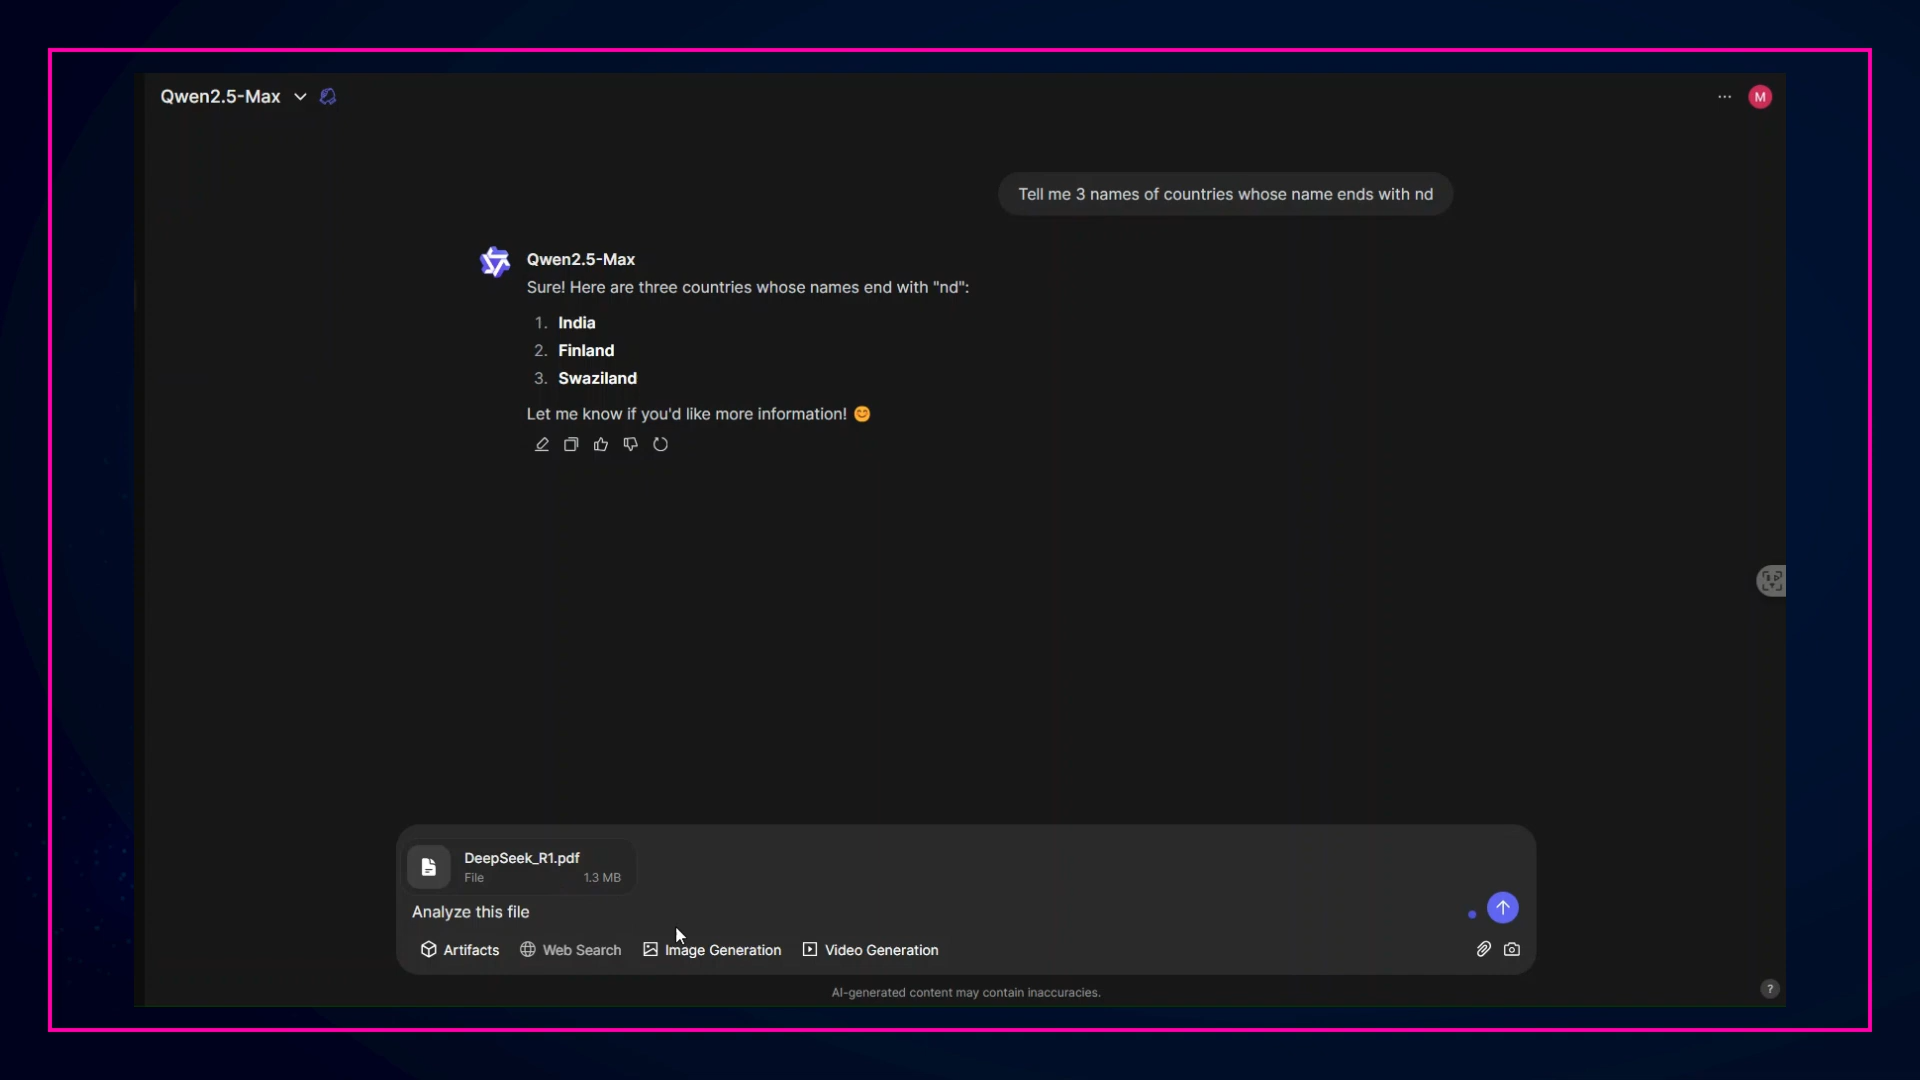 Qwen2.5-Max
M
Tell me 3 names of countries whose name ends with nd
Qwen2.5-Max
Sure! Here are three countries whose names end with "nd":
1. India
2. Finland
3. Swaziland
Let me know if you'd like more information! 😊
DeepSeek_R1.pdf
File 1.3 MB
Analyze this file
Artifacts Web Search Image Generation Video Generation
AI-generated content may contain inaccuracies.
?